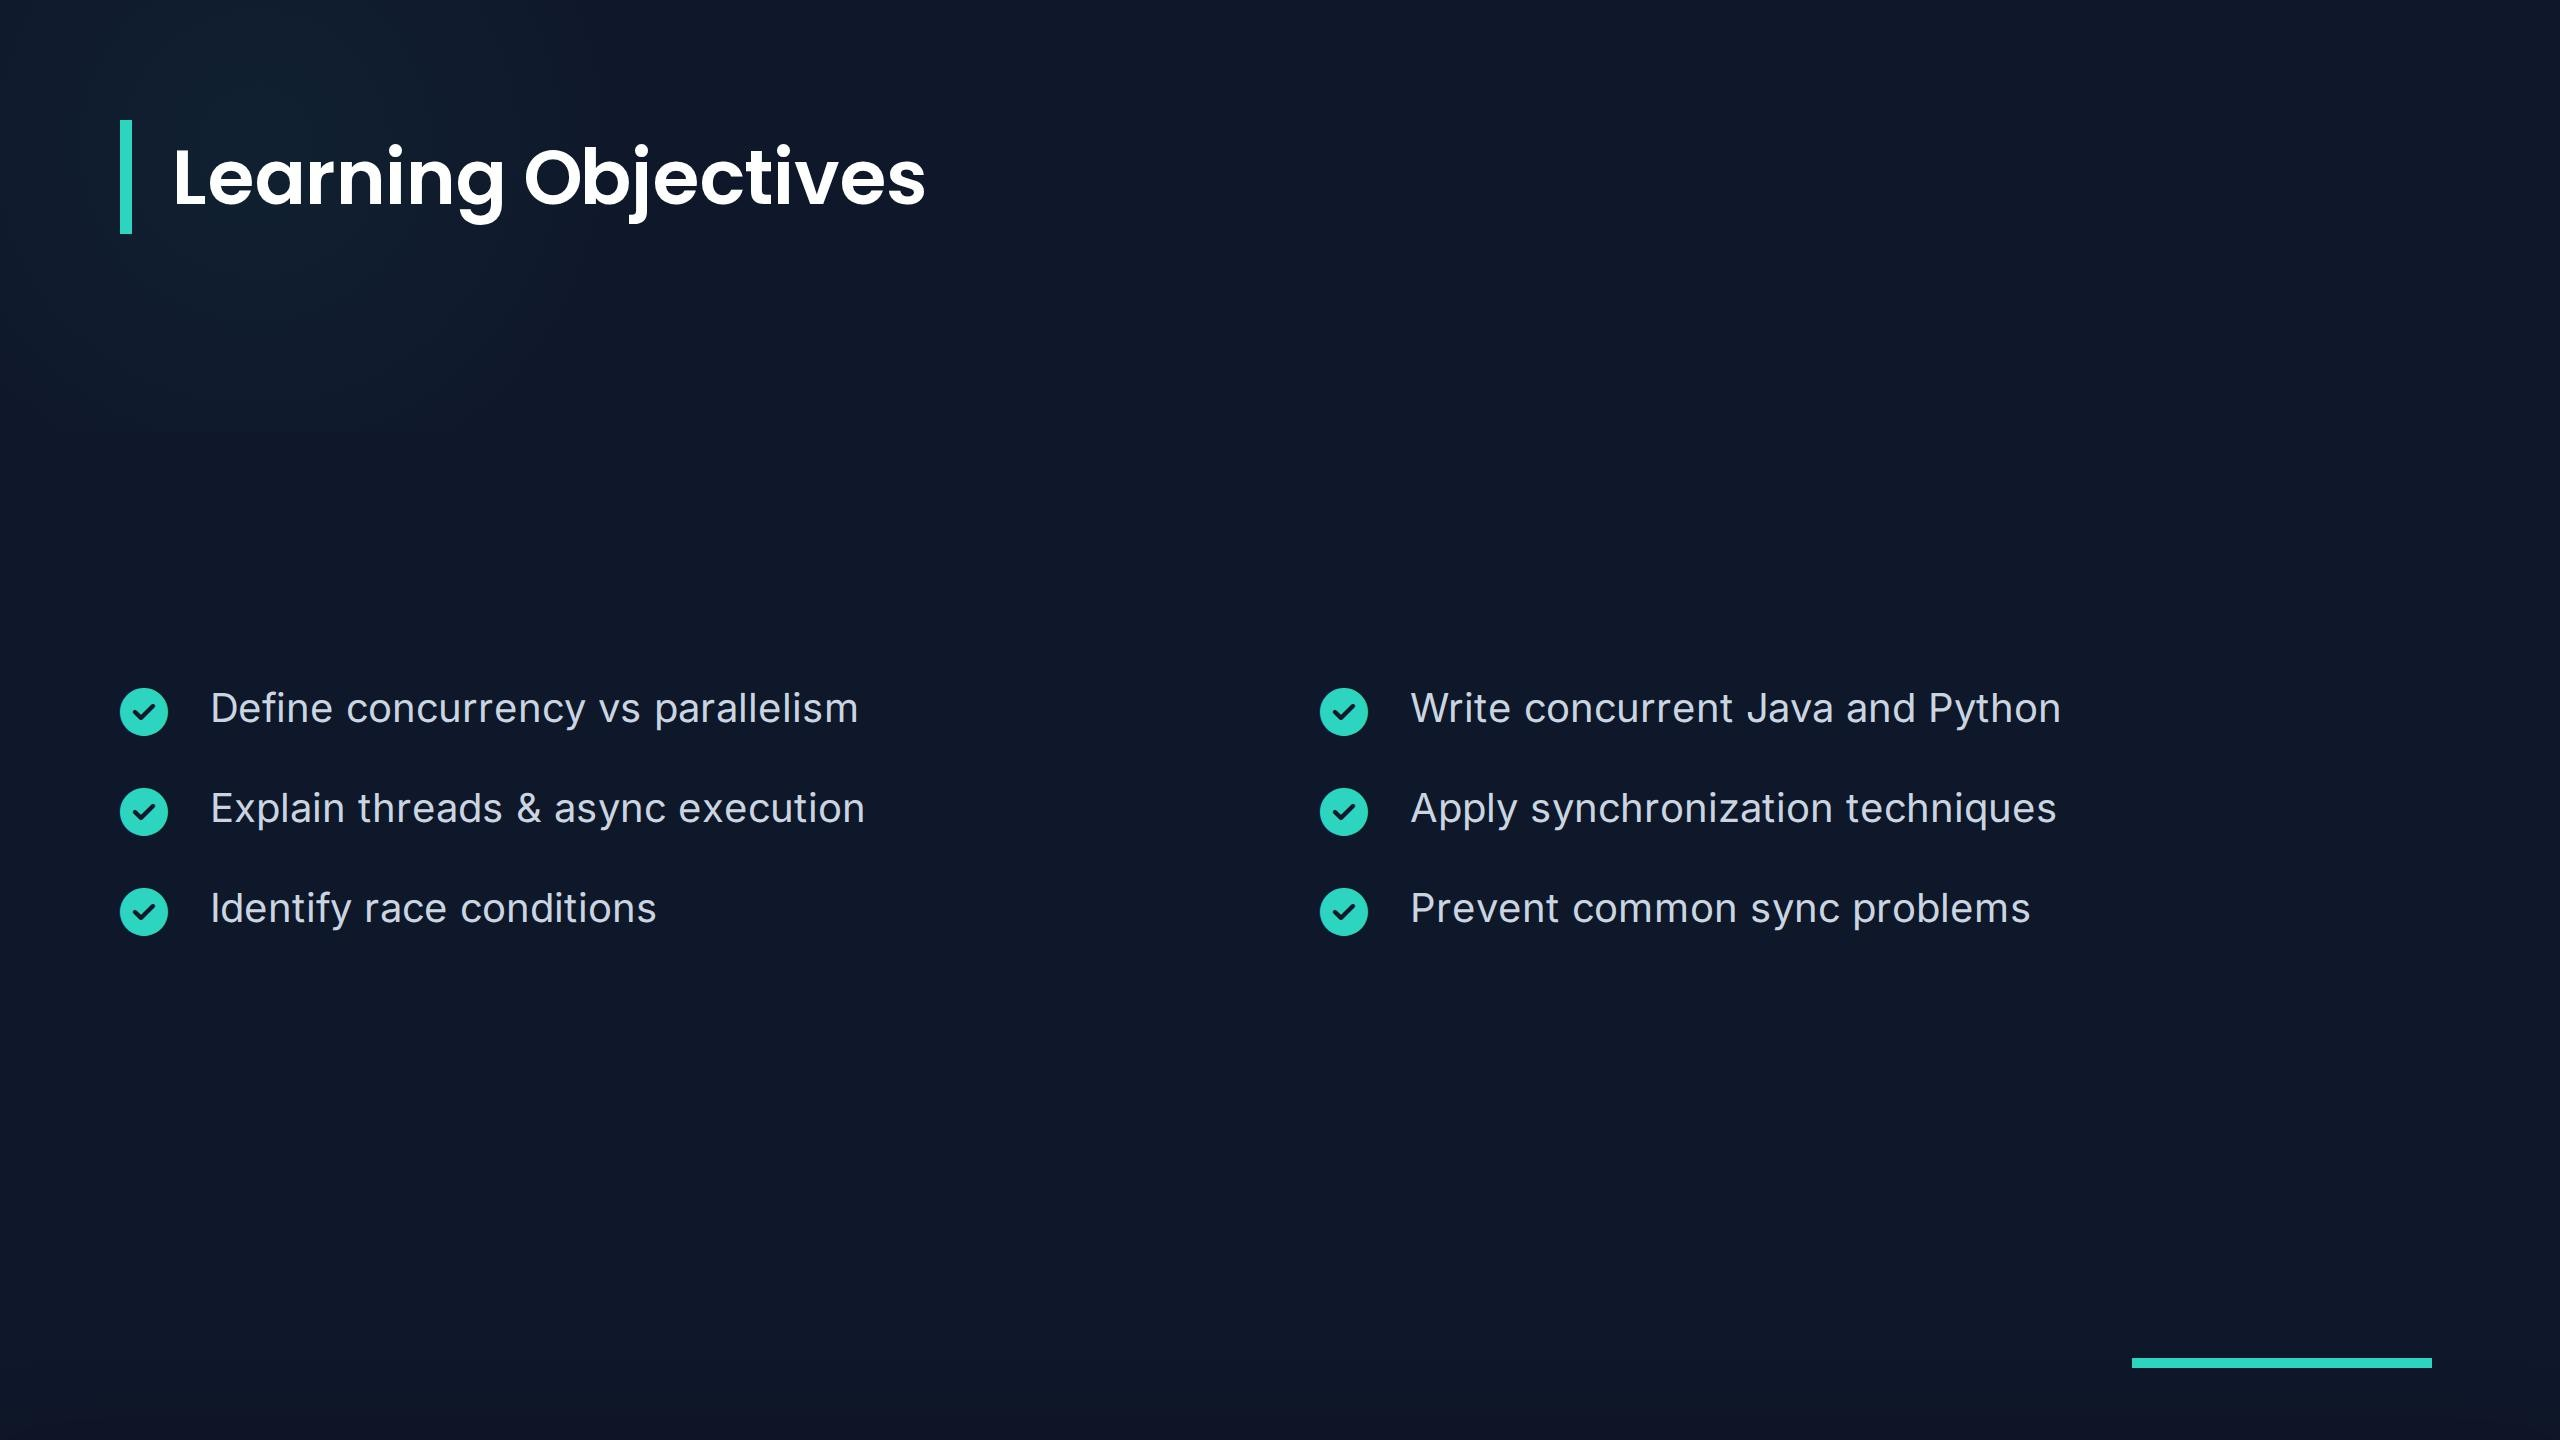 Learning Objectives
Define concurrency vs parallelism
Explain threads & async execution
Identify race conditions
Write concurrent Java and Python
Apply synchronization techniques
Prevent common sync problems